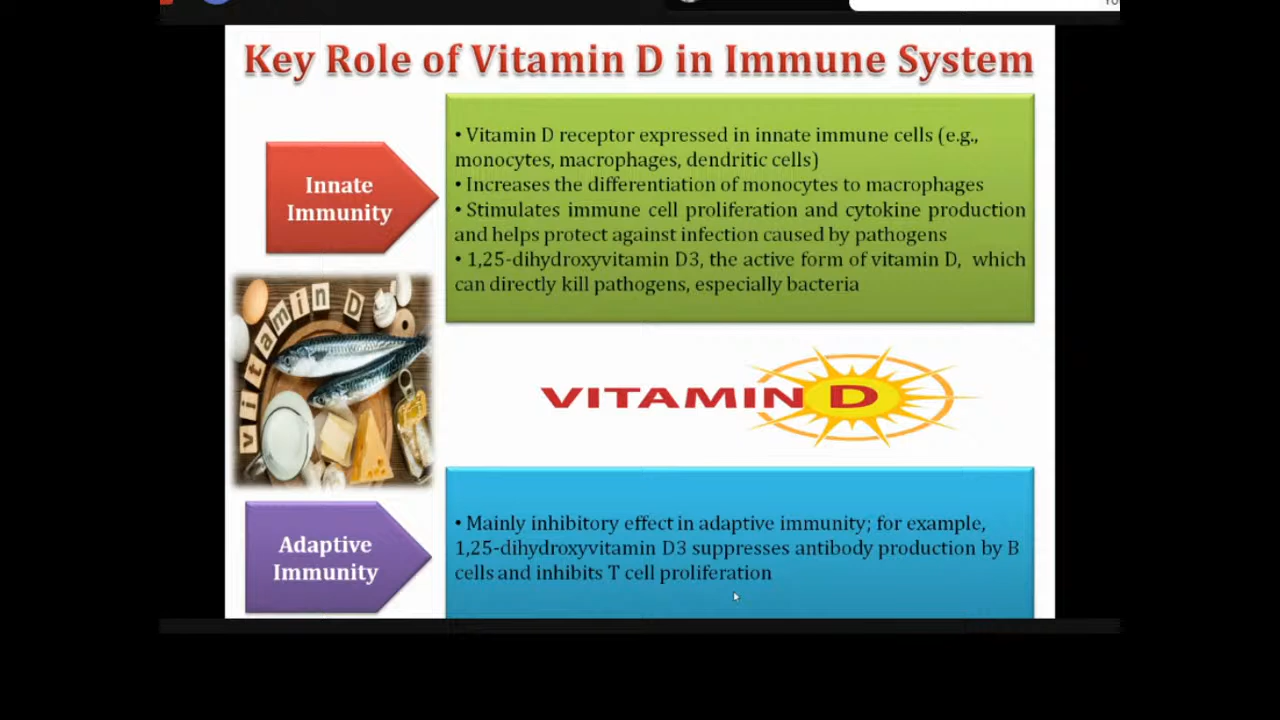 Key Role of Vitamin D in Immune System
Innate
Immunity
• Vitamin D receptor expressed in innate immune cells (e.g.,
monocytes, macrophages, dendritic cells)
• Increases the differentiation of monocytes to macrophages
• Stimulates immune cell proliferation and cytokine production
and helps protect against infection caused by pathogens
• 1,25-dihydroxyvitamin D3, the active form of vitamin D, which
can directly kill pathogens, especially bacteria
vitamin D
VITAMIN D
Adaptive
Immunity
• Mainly inhibitory effect in adaptive immunity; for example,
1,25-dihydroxyvitamin D3 suppresses antibody production by B
cells and inhibits T cell proliferation